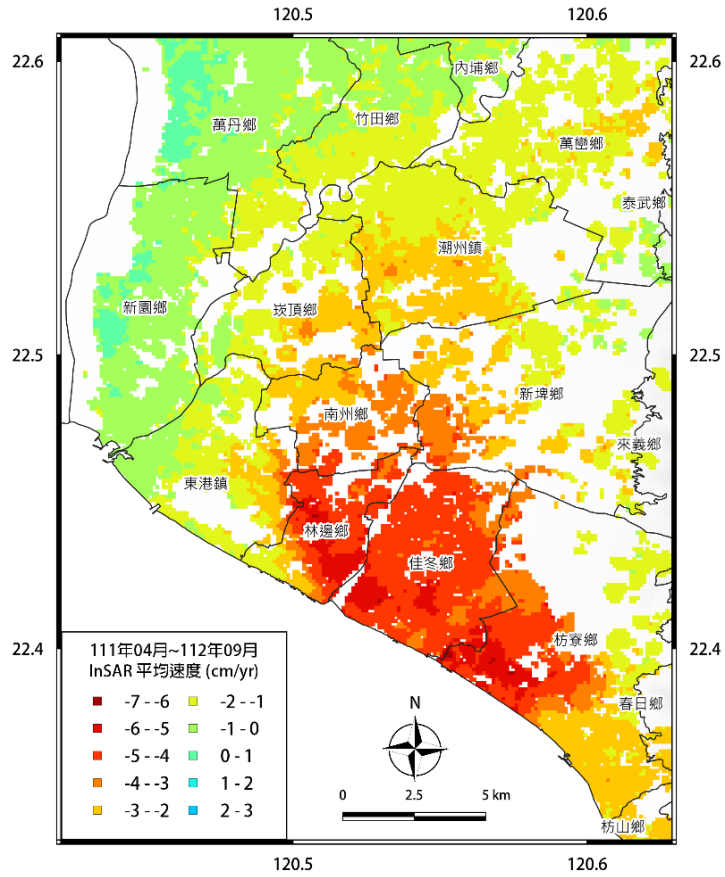 120.5
120.6
22.6
22.6
內埔鄉
萬丹鄉
竹田鄉
萬巒鄉
泰武鄉
潮州鎮
新園鄉
崁頂鄉
22.5
22.5
新埤鄉
南州鄉
來義鄉
東港鎮
林邊鄉
佳冬鄉
枋寮鄉
22.4
22.4
春日鄉
枋山鄉
111年04月~112年09月
InSAR 平均速度 (cm/yr)
-7 - -6
-6 - -5
-5 - -4
-4 - -3
-3 - -2
-2 - -1
-1 - 0
0 - 1
1 - 2
2 - 3
N
0 2.5 5 km
120.5
120.6